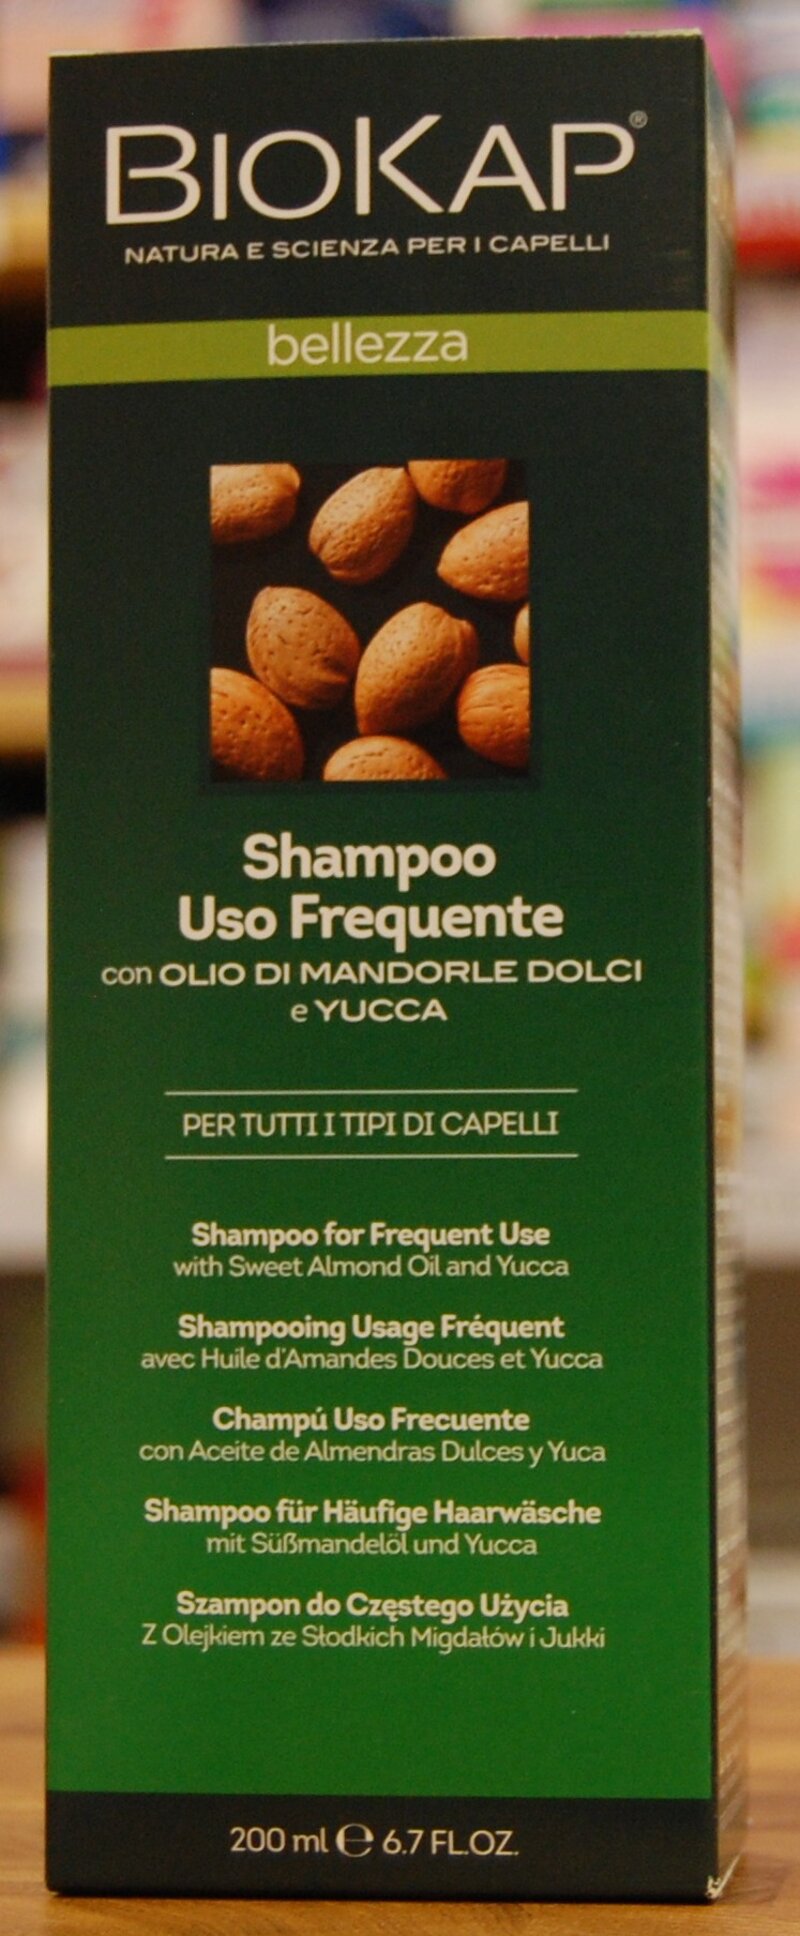 BIOKAP®
NATURA E SCIENZA PER I CAPELLI
bellezza
Shampoo
Uso Frequente
con OLIO DI MANDORLE DOLCI
e YUCCA
PER TUTTI I TIPI DI CAPELLI
Shampoo for Frequent Use
with Sweet Almond Oil and Yucca
Shampooing Usage Fréquent
avec Huile d'Amandes Douces et Yucca
Champú Uso Frecuente
con Aceite de Almendras Dulces y Yuca
Shampoo für Häufige Haarwäsche
mit Süßmandelöl und Yucca
Szampon do Częstego Użycia
Z Olejkiem ze Słodkich Migdałów i Jukki
200 ml ℮ 6.7 FL.OZ.